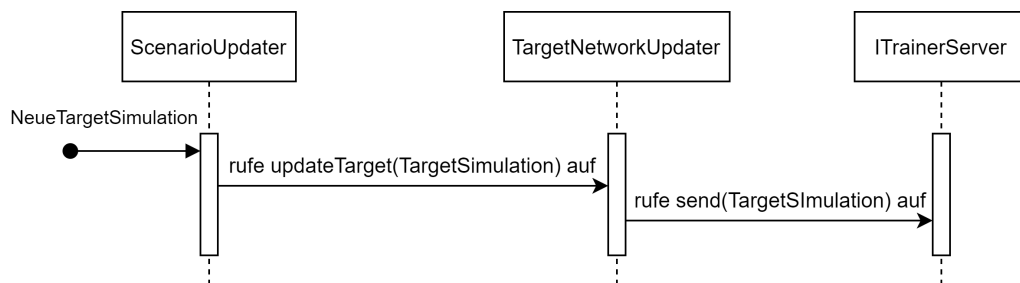 ScenarioUpdater
TargetNetworkUpdater
ITrainerServer
NeueTargetSimulation
rufe updateTarget(TargetSimulation) auf
rufe send(TargetSImulation) auf